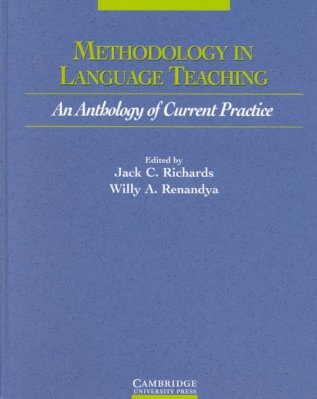 METHODOLOGY IN
LANGUAGE TEACHING
An Anthology of Current Practice
Edited by
Jack C. Richards
Willy A. Renandya
CAMBRIDGE
UNIVERSITY PRESS